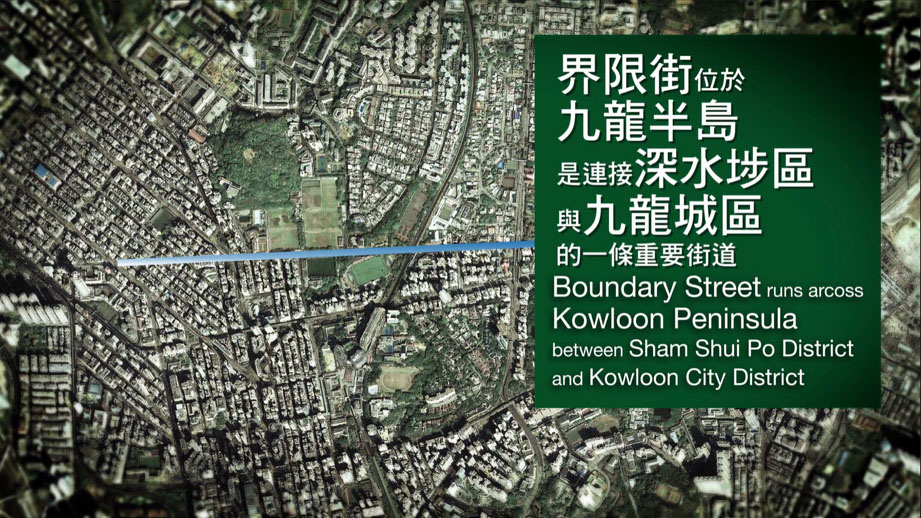 界限街位於
九龍半島
是連接深水埗區
與九龍城區
的一條重要街道
Boundary Street runs arcoss
Kowloon Peninsula
between Sham Shui Po District
and Kowloon City District